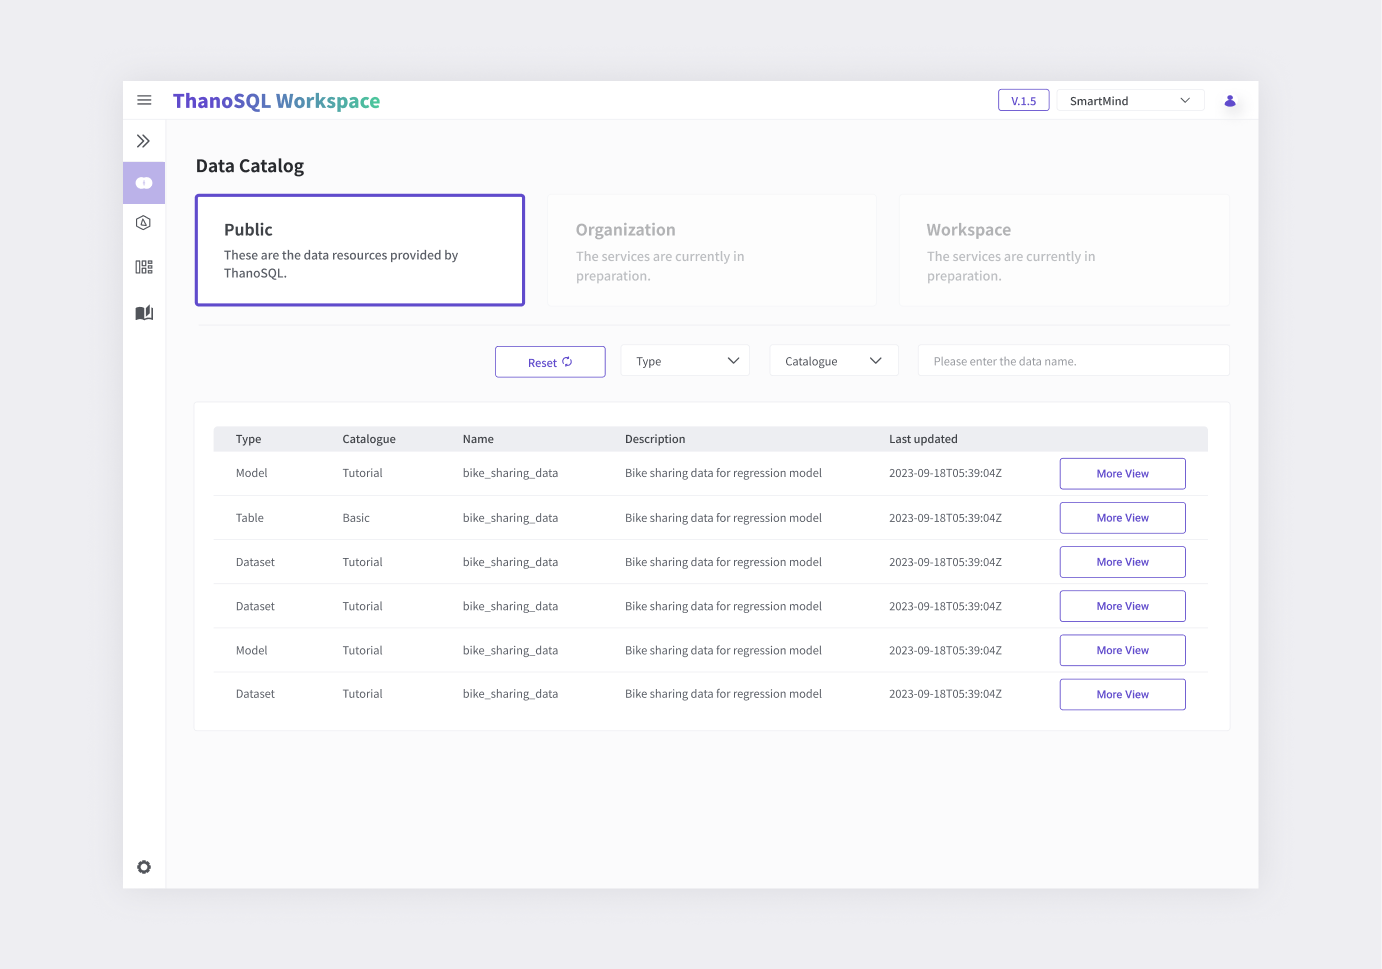 ThanoSQL Workspace
V.1.5
SmartMind
Data Catalog
Public
These are the data resources provided by
ThanoSQL.
Organization
The services are currently in
preparation.
Workspace
The services are currently in
preparation.
Reset
Type
Catalogue
Please enter the data name.
Type Catalogue Name Description Last updated
Model Tutorial bike_sharing_data Bike sharing data for regression model 2023-09-18T05:39:04Z More View
Table Basic bike_sharing_data Bike sharing data for regression model 2023-09-18T05:39:04Z More View
Dataset Tutorial bike_sharing_data Bike sharing data for regression model 2023-09-18T05:39:04Z More View
Dataset Tutorial bike_sharing_data Bike sharing data for regression model 2023-09-18T05:39:04Z More View
Model Tutorial bike_sharing_data Bike sharing data for regression model 2023-09-18T05:39:04Z More View
Dataset Tutorial bike_sharing_data Bike sharing data for regression model 2023-09-18T05:39:04Z More View